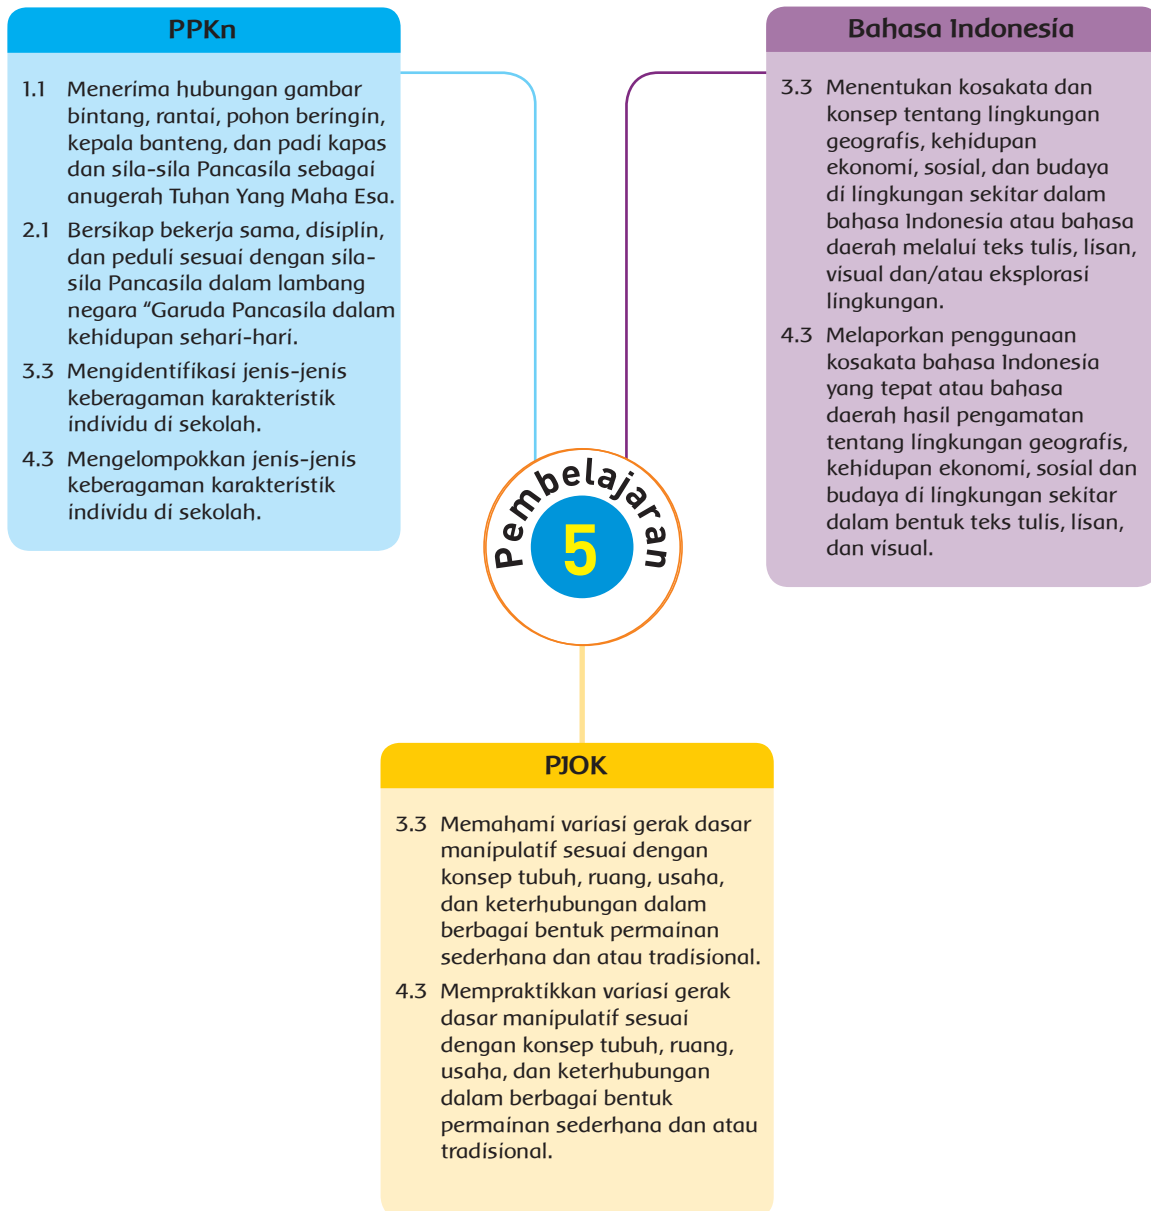 PPKn
1.1 Menerima hubungan gambar
bintang, rantai, pohon beringin,
kepala banteng, dan padi kapas
dan sila-sila Pancasila sebagai
anugerah Tuhan Yang Maha Esa.
2.1 Bersikap bekerja sama, disiplin,
dan peduli sesuai dengan sila-
sila Pancasila dalam lambang
negara “Garuda Pancasila dalam
kehidupan sehari-hari.
3.3 Mengidentifikasi jenis-jenis
keberagaman karakteristik
individu di sekolah.
4.3 Mengelompokkan jenis-jenis
keberagaman karakteristik
individu di sekolah.
Bahasa Indonesia
3.3 Menentukan kosakata dan
konsep tentang lingkungan
geografis, kehidupan
ekonomi, sosial, dan budaya
di lingkungan sekitar dalam
bahasa Indonesia atau bahasa
daerah melalui teks tulis, lisan,
visual dan/atau eksplorasi
lingkungan.
4.3 Melaporkan penggunaan
kosakata bahasa Indonesia
yang tepat atau bahasa
daerah hasil pengamatan
tentang lingkungan geografis,
kehidupan ekonomi, sosial dan
budaya di lingkungan sekitar
dalam bentuk teks tulis, lisan,
dan visual.
Pembelajaran
5
PJOK
3.3 Memahami variasi gerak dasar
manipulatif sesuai dengan
konsep tubuh, ruang, usaha,
dan keterhubungan dalam
berbagai bentuk permainan
sederhana dan atau tradisional.
4.3 Mempraktikkan variasi gerak
dasar manipulatif sesuai
dengan konsep tubuh, ruang,
usaha, dan keterhubungan
dalam berbagai bentuk
permainan sederhana dan atau
tradisional.